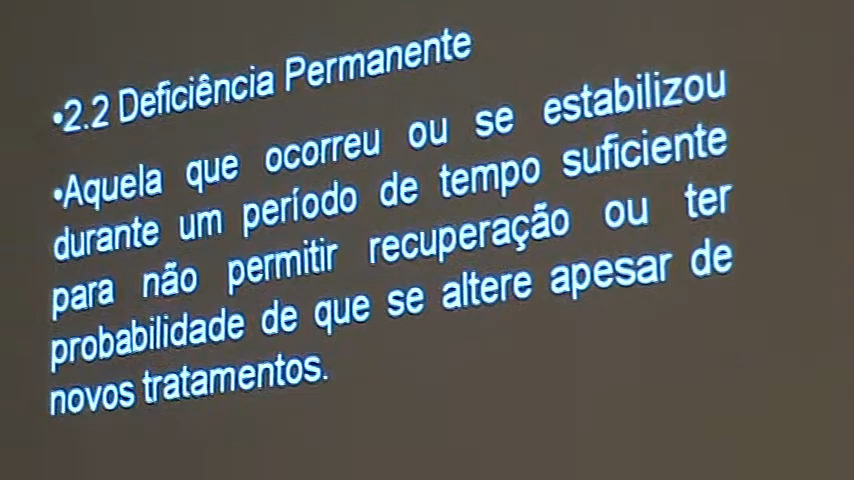 •2.2 Deficiência Permanente
•Aquela que ocorreu ou se estabilizou
durante um período de tempo suficiente
para não permitir recuperação ou ter
probabilidade de que se altere apesar de
novos tratamentos.